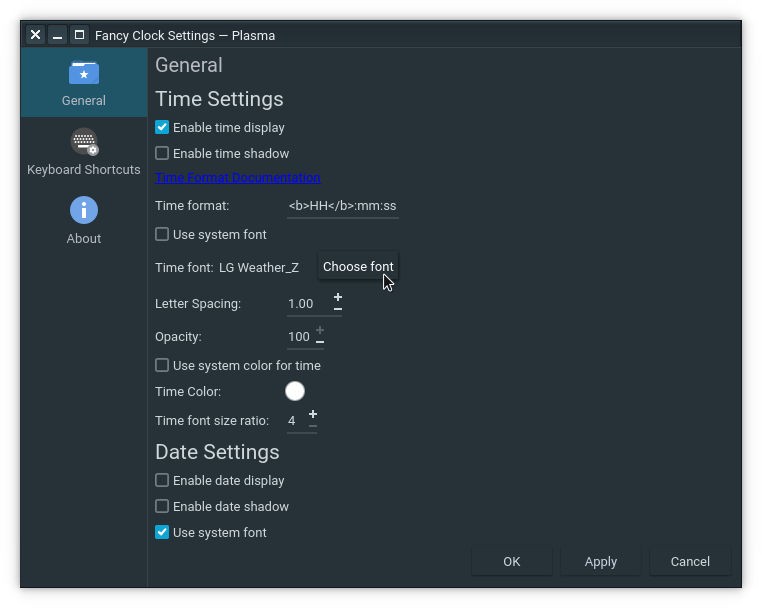 Fancy Clock Settings — Plasma
General
Keyboard Shortcuts
About
General
Time Settings
Enable time display
Enable time shadow
Time Format Documentation
Time format: <b>HH</b>:mm:ss
Use system font
Time font: LG Weather_Z Choose font
Letter Spacing: 1.00 + –
Opacity: 100 + –
Use system color for time
Time Color:
Time font size ratio: 4 + –
Date Settings
Enable date display
Enable date shadow
Use system font
OK Apply Cancel